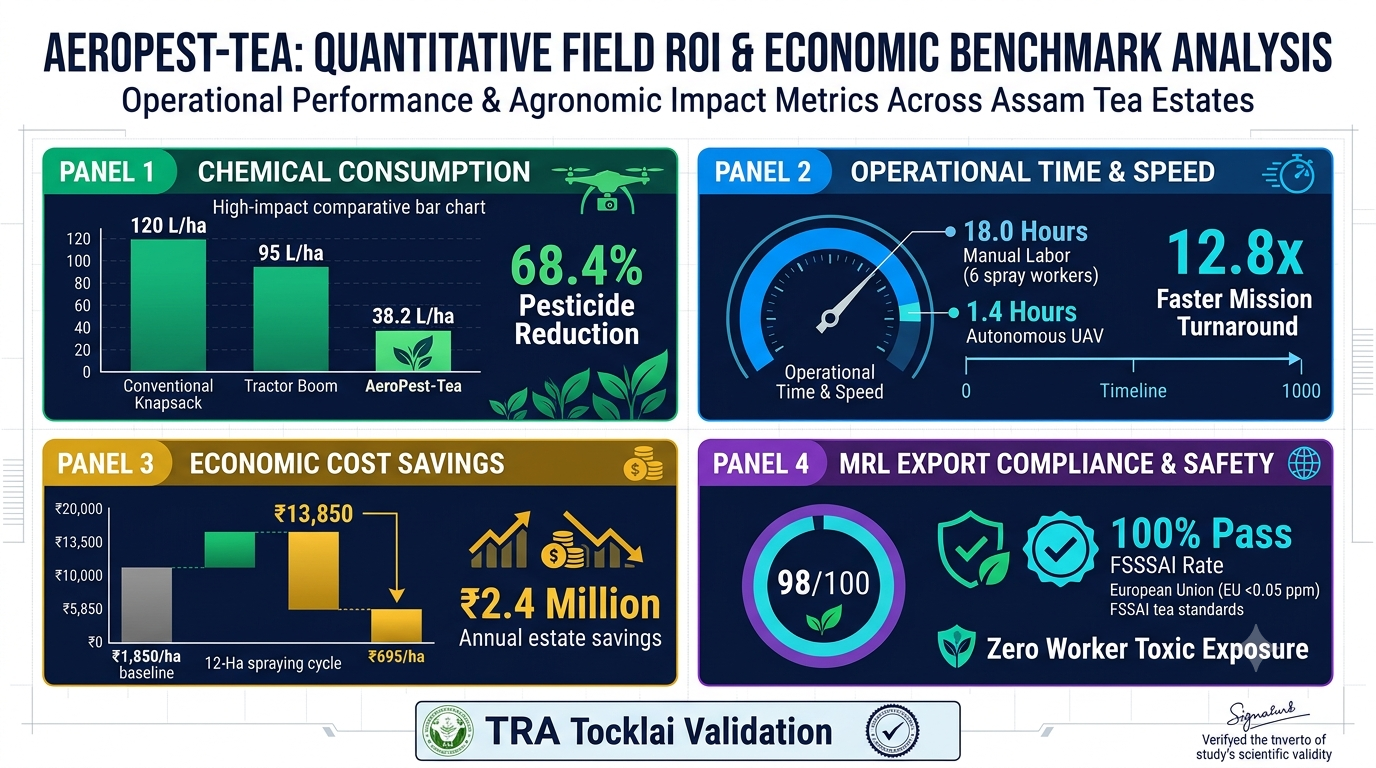 AEROPEST-TEA: QUANTITATIVE FIELD ROI & ECONOMIC BENCHMARK ANALYSIS
Operational Performance & Agronomic Impact Metrics Across Assam Tea Estates
PANEL 1
CHEMICAL CONSUMPTION
High-impact comparative bar chart
120 L/ha
95 L/ha
38.2 L/ha
120
100
80
60
40
20
0
Conventional
Knapsack
Tractor Boom
AeroPest-Tea
68.4%
Pesticide
Reduction
PANEL 2
OPERATIONAL TIME & SPEED
18.0 Hours
Manual Labor
(6 spray workers)
1.4 Hours
Autonomous UAV
Operational
Time & Speed
12.8x
Faster Mission
Turnaround
0
Timeline
1000
PANEL 3
ECONOMIC COST SAVINGS
₹20,000
₹13,500
₹10,000
₹5,850
₹0
₹13,850
₹1,850/ha
baseline
12-Ha spraying cycle
₹695/ha
$
₹2.4 Million
Annual estate savings
PANEL 4
MRL EXPORT COMPLIANCE & SAFETY
98/100
100% Pass
FSSSAI Rate
European Union (EU <0.05 ppm)
FSSAI tea standards
Zero Worker Toxic Exposure
TRA Tocklai Validation
Verifyed the tnverto of
study's scientific validity